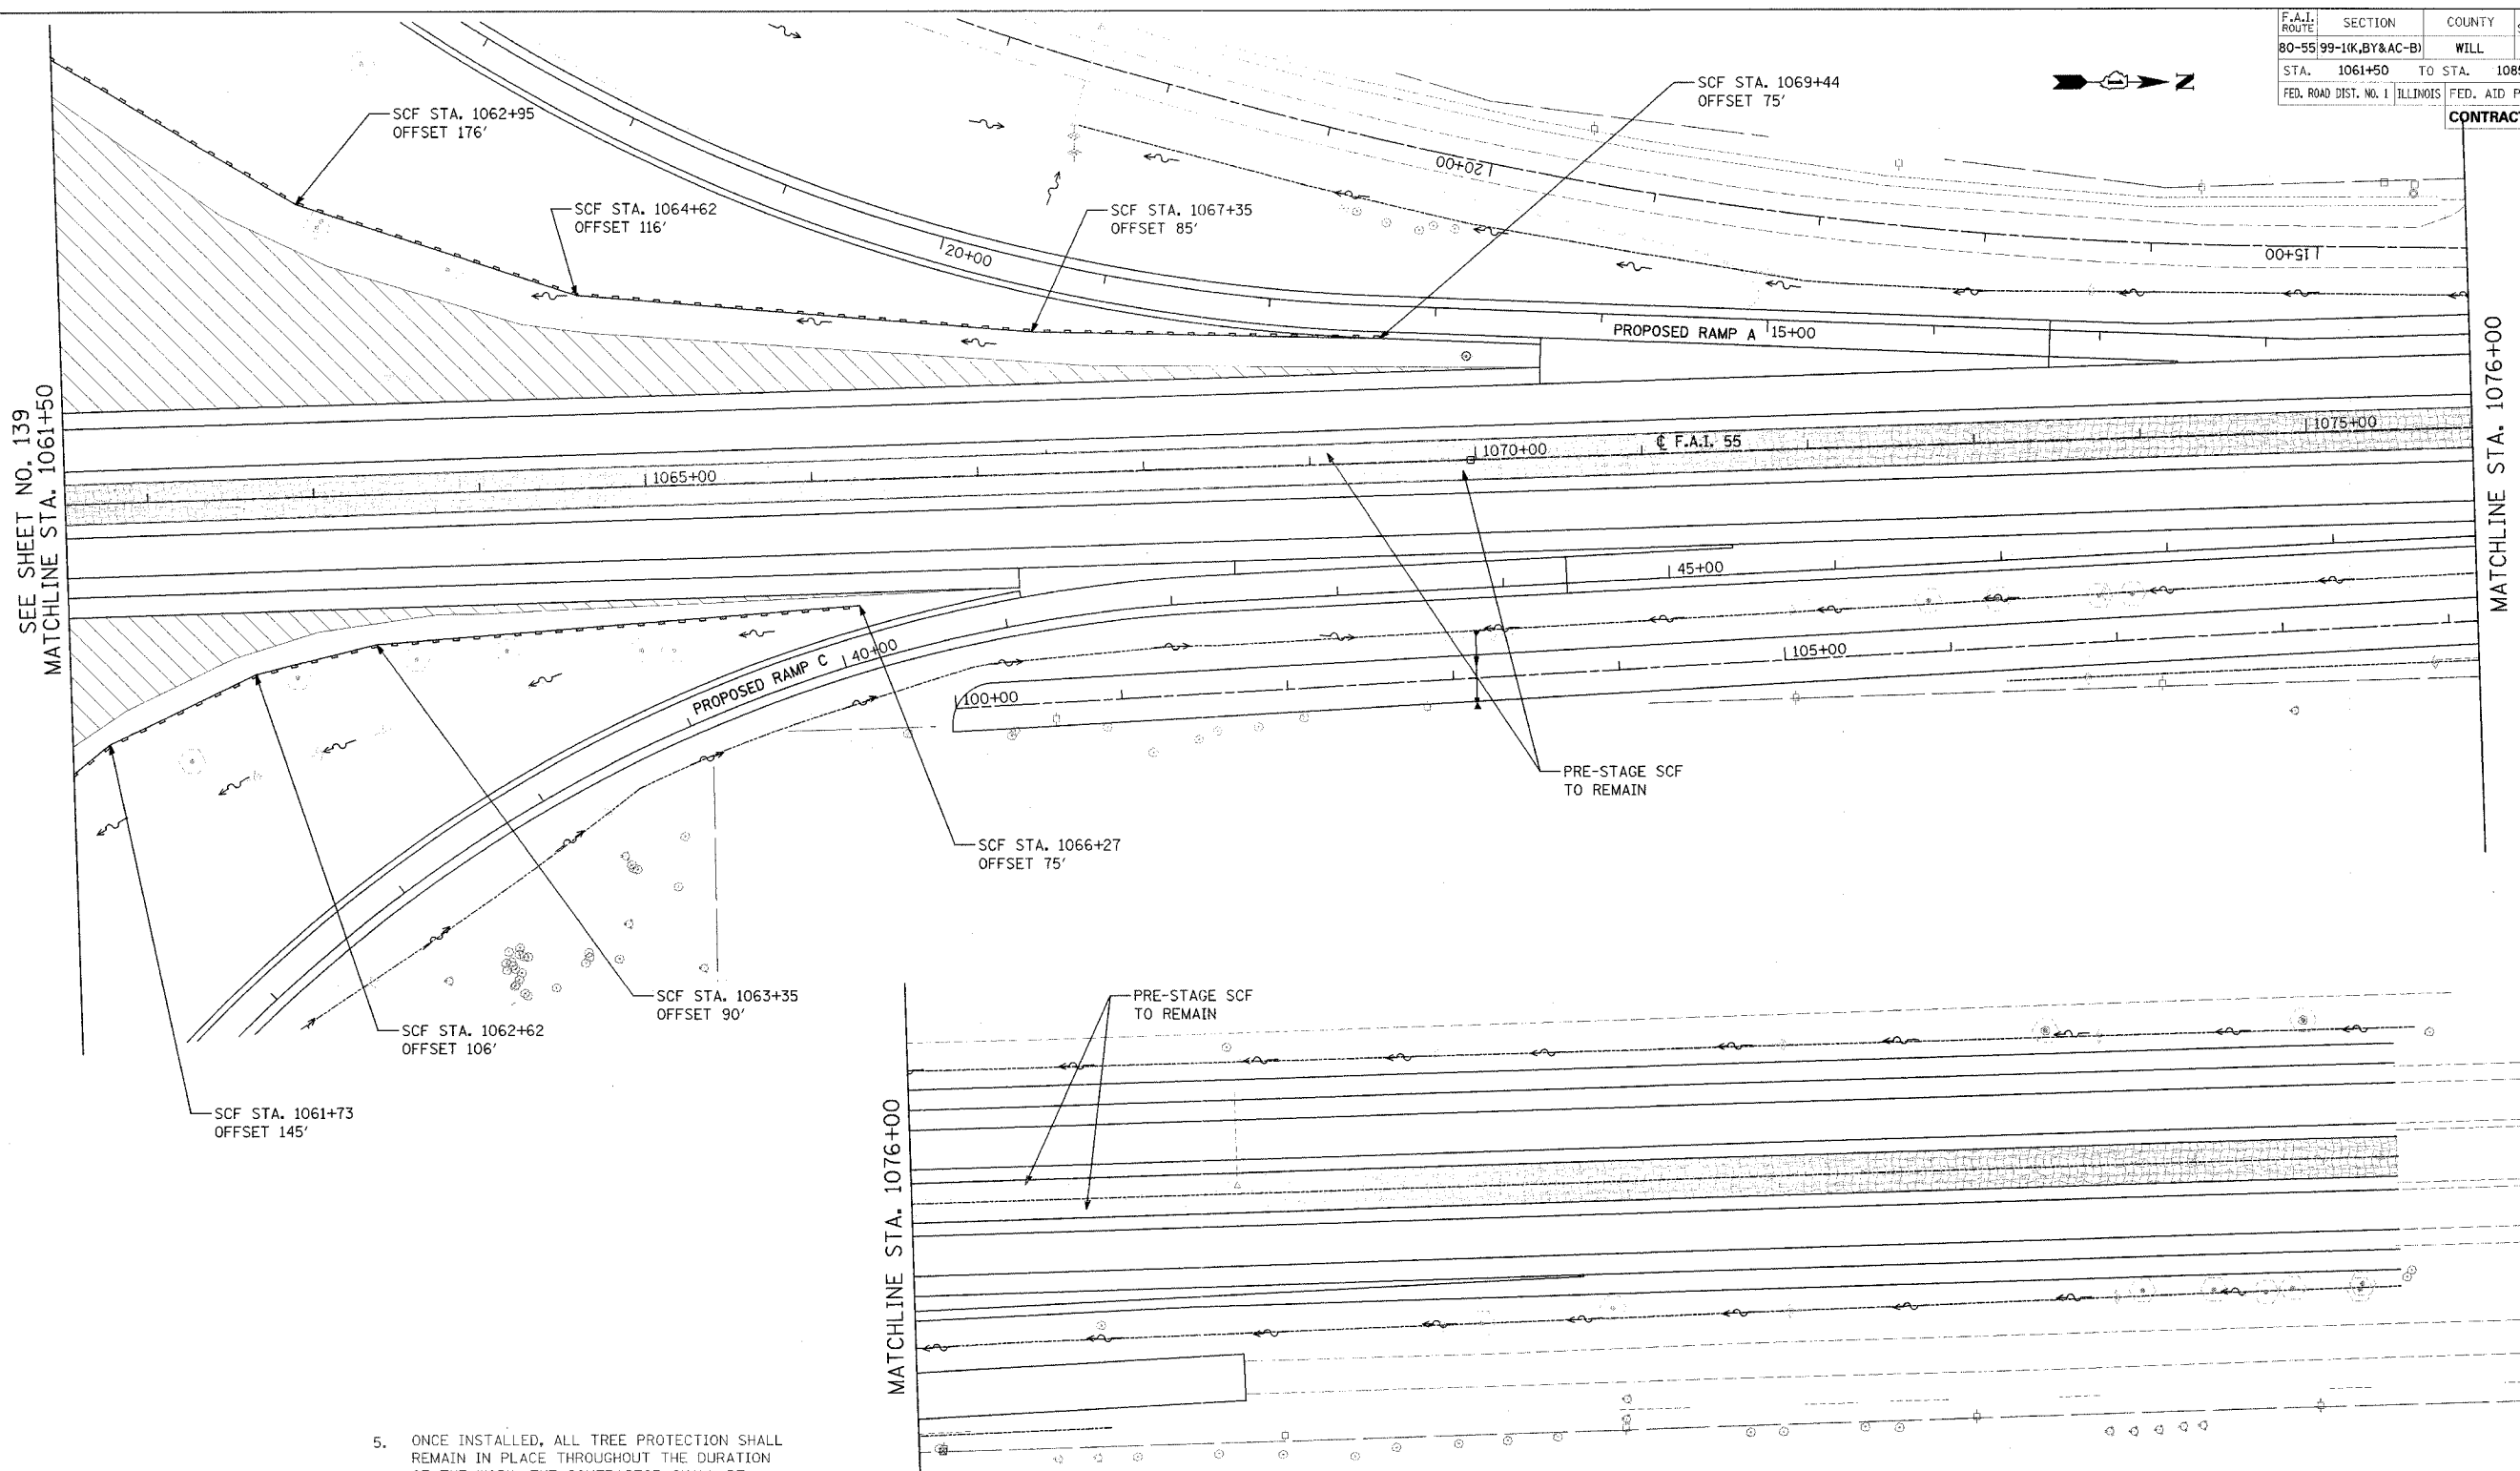 F.A.I. ROUTE SECTION COUNTY
80-55 99-1(K,BY&AC-B) WILL
STA. 1061+50 TO STA.
FED. ROAD DIST. NO. 1 ILLINOIS FED. AID
Z
SCF STA. 1062+95
OFFSET 176'
SCF STA. 1064+62
OFFSET 116'
SCF STA. 1067+35
OFFSET 85'
SCF STA. 1069+44
OFFSET 75'
20+00
20+00
15+00
PROPOSED RAMP A 15+00
SEE SHEET NO. 139
MATCHLINE STA. 1061+50
MATCHLINE STA. 1076+00
1065+00
1070+00
℄ F.A.I. 55
1075+00
45+00
PROPOSED RAMP C 40+00
100+00
105+00
PRE-STAGE SCF
TO REMAIN
SCF STA. 1066+27
OFFSET 75'
SCF STA. 1063+35
OFFSET 90'
SCF STA. 1062+62
OFFSET 106'
SCF STA. 1061+73
OFFSET 145'
PRE-STAGE SCF
TO REMAIN
MATCHLINE STA. 1076+00
5. ONCE INSTALLED, ALL TREE PROTECTION SHALL
REMAIN IN PLACE THROUGHOUT THE DURATION